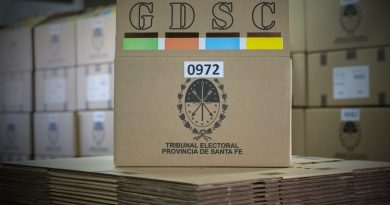 G D S C
0972
TRIBUNAL ELECTORAL
PROVINCIA DE SANTA FE